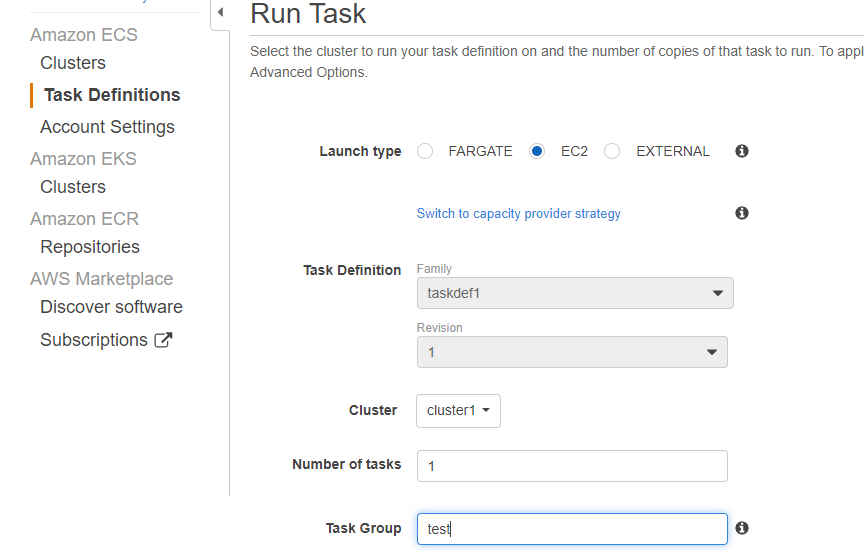 Run Task
Amazon ECS
Clusters
Task Definitions
Account Settings
Amazon EKS
Clusters
Amazon ECR
Repositories
AWS Marketplace
Discover software
Subscriptions
Select the cluster to run your task definition on and the number of copies of that task to run. To appl
Advanced Options.
Launch type FARGATE EC2 EXTERNAL
Switch to capacity provider strategy
Task Definition
Family
taskdef1
Revision
1
Cluster cluster1
Number of tasks 1
Task Group test